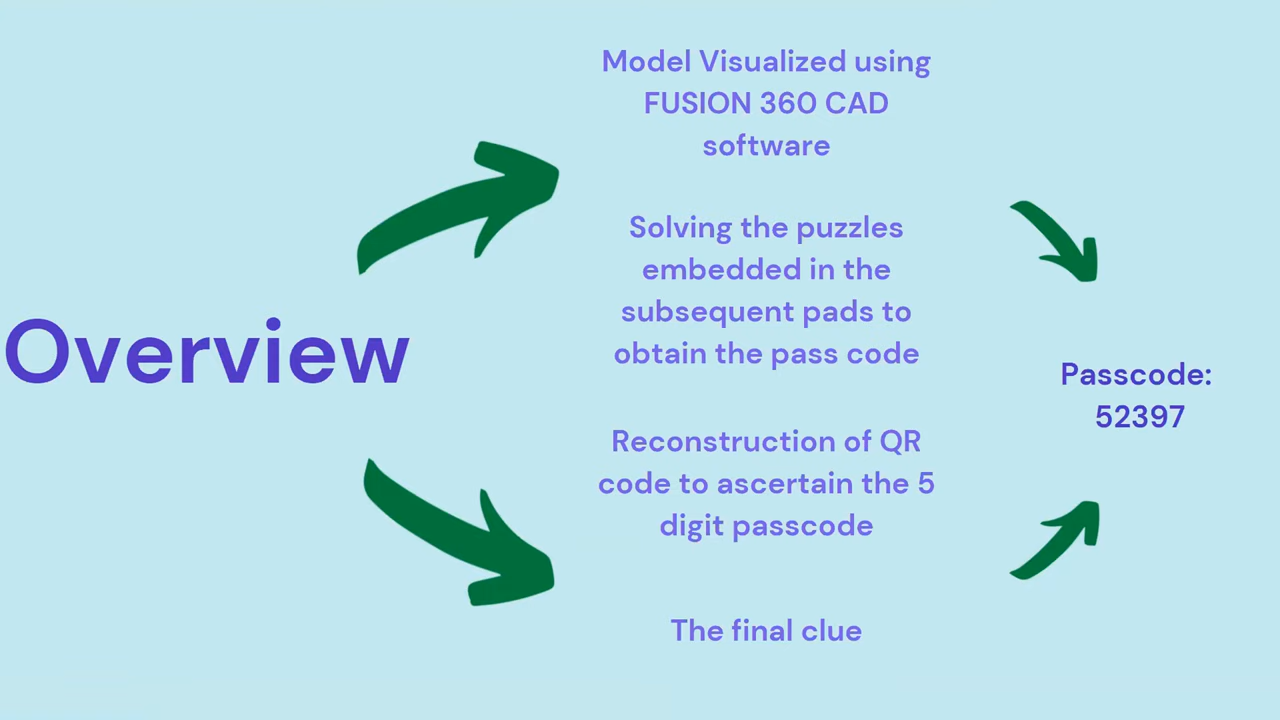 Overview
Model Visualized using
FUSION 360 CAD
software
Solving the puzzles
embedded in the
subsequent pads to
obtain the pass code
Reconstruction of QR
code to ascertain the 5
digit passcode
The final clue
Passcode:
52397